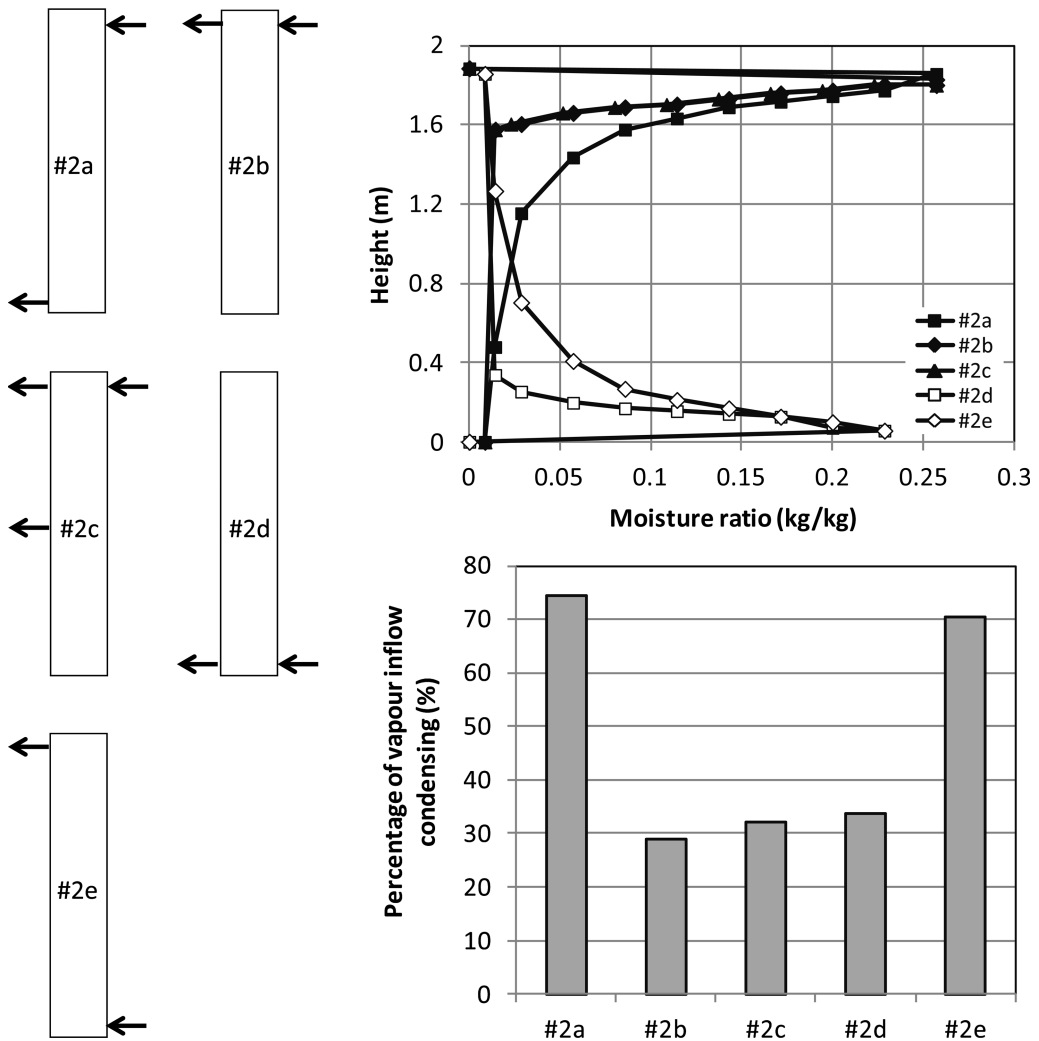 #2a
#2b
#2c
#2d
#2e
2
1.6
1.2
0.8
0.4
0
Height (m)
0 0.05 0.1 0.15 0.2 0.25 0.3
Moisture ratio (kg/kg)
#2a
#2b
#2c
#2d
#2e
80
70
60
50
40
30
20
10
0
Percentage of vapour inflow
condensing (%)
#2a #2b #2c #2d #2e